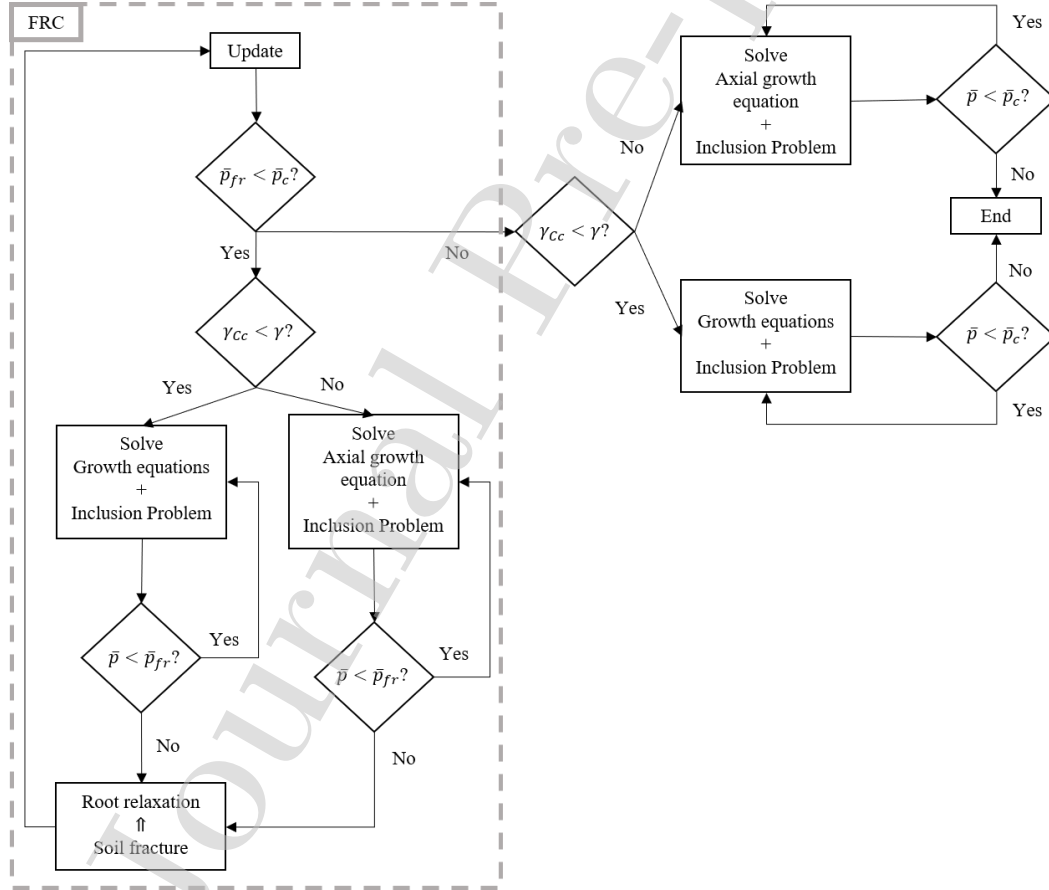 FRC
Update
p̄_fr < p̄_c?
Yes
No
γ_Cc < γ?
Yes
No
Solve
Growth equations
+
Inclusion Problem
Solve
Axial growth
equation
+
Inclusion Problem
p̄ < p̄_fr?
Yes
No
p̄ < p̄_fr?
Yes
No
Root relaxation
⇑
Soil fracture
γ_Cc < γ?
No
Yes
Solve
Axial growth
equation
+
Inclusion Problem
Yes
p̄ < p̄_c?
No
End
Solve
Growth equations
+
Inclusion Problem
No
p̄ < p̄_c?
Yes
Journal Pre-